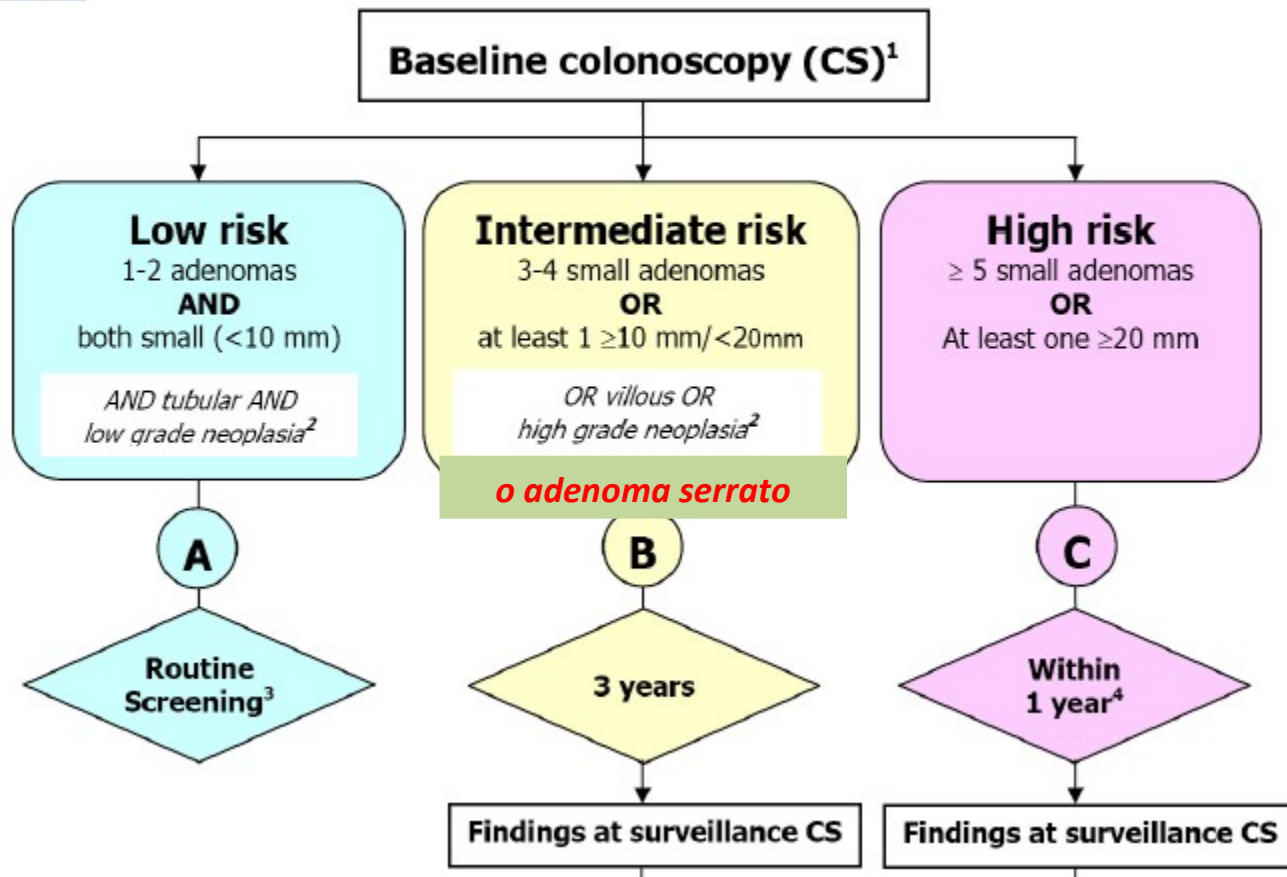 Baseline colonoscopy (CS)¹
Low risk
1-2 adenomas
AND
both small (<10 mm)
AND tubular AND
low grade neoplasia²
Intermediate risk
3-4 small adenomas
OR
at least 1 ≥10 mm/<20mm
OR villous OR
high grade neoplasia²
o adenoma serrato
High risk
≥ 5 small adenomas
OR
At least one ≥20 mm
A
B
C
Routine
Screening³
3 years
Within
1 year⁴
Findings at surveillance CS
Findings at surveillance CS